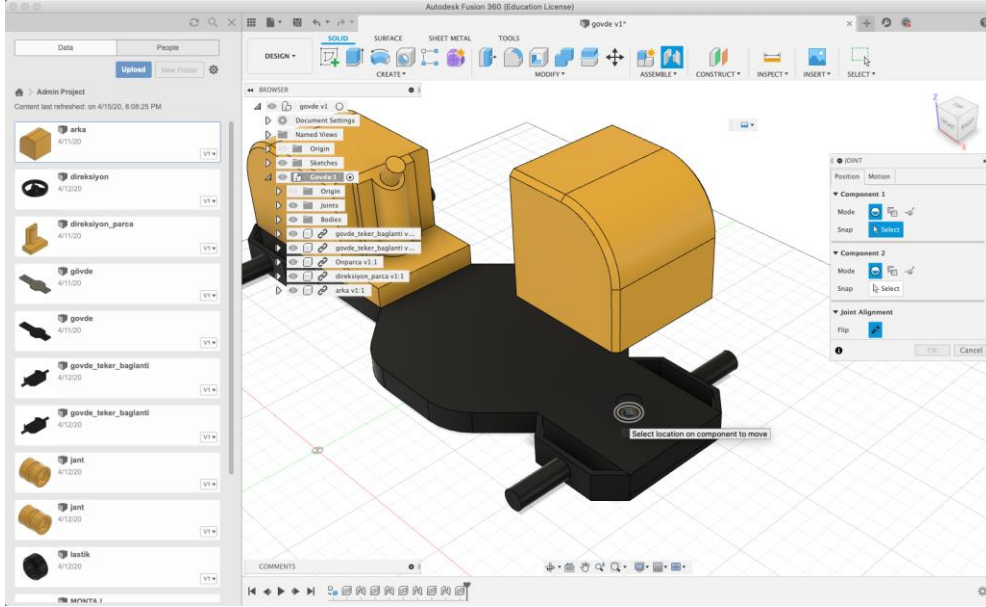 Autodesk Fusion 360 (Education License)
govde v1*
Data
People
Upload
New Folder
Admin Project
Content last refreshed: on 4/15/20, 8:08:25 PM
arka
4/11/20
V1
direksiyon
4/12/20
V1
direksiyon_parca
4/11/20
V1
gövde
4/11/20
V1
govde
4/11/20
V1
govde_teker_baglanti
4/12/20
V1
govde_teker_baglanti
4/12/20
V1
jant
4/12/20
V1
jant
4/12/20
V1
lastik
4/12/20
V1
MONTAJ
DESIGN
SOLID
SURFACE
SHEET METAL
TOOLS
CREATE
MODIFY
ASSEMBLE
CONSTRUCT
INSPECT
INSERT
SELECT
BROWSER
govde v1
Document Settings
Named Views
Origin
Sketches
Govde:1
Origin
Joints
Bodies
govde_teker_baglanti v...
govde_teker_baglanti v...
Onparca v1:1
direksiyon_parca v1:1
arka v1:1
Select location on component to move
Z
TOP
FRONT
RIGHT
X
JOINT
Position
Motion
Component 1
Mode
Snap
Select
Component 2
Mode
Snap
Select
Joint Alignment
Flip
OK
Cancel
COMMENTS